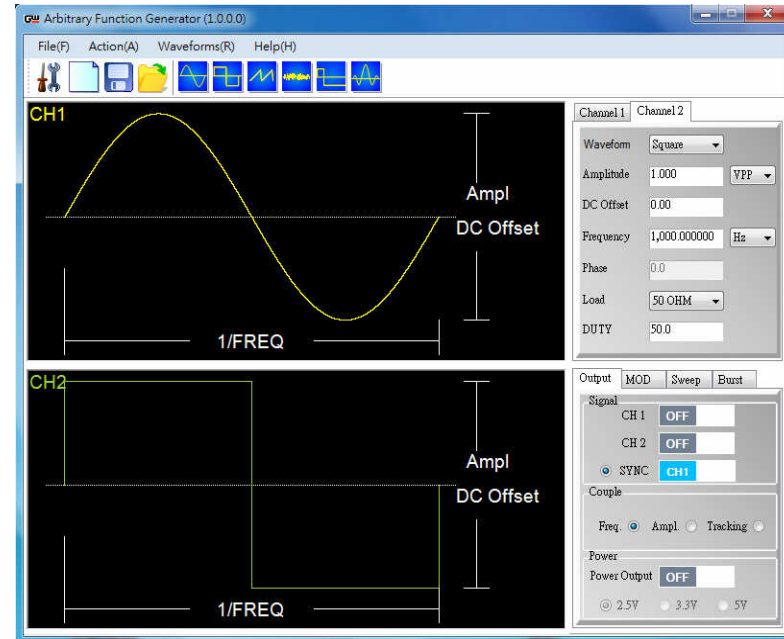 GW Arbitrary Function Generator (1.0.0.0)
File(F) Action(A) Waveforms(R) Help(H)
CH1
Ampl
DC Offset
1/FREQ
CH2
Ampl
DC Offset
1/FREQ
Channel 1 Channel 2
Waveform Square
Amplitude 1.000 VPP
DC Offset 0.00
Frequency 1,000.000000 Hz
Phase 0.0
Load 50 OHM
DUTY 50.0
Output MOD Sweep Burst
Signal
CH 1 OFF
CH 2 OFF
SYNC CH1
Couple
Freq. Ampl. Tracking
Power
Power Output OFF
2.5V 3.3V 5V